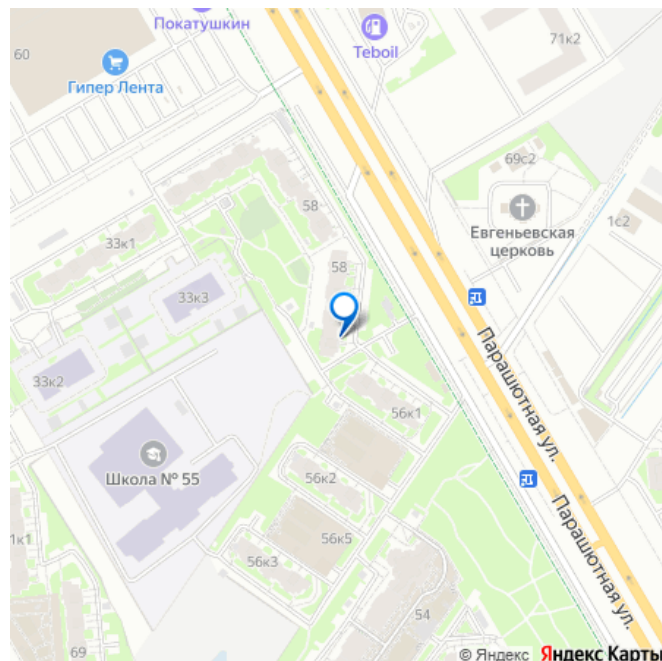 Покатушкин
60
Гипер Лента
Teboil
71к2
69с2
Евгеньевская
церковь
1с2
58
33к1
58
33к3
33к2
Парашютная ул.
56к1
Школа № 55
56к2
1к1
56к5
56к3
Парашютная ул.
54
69
© Яндекс Яндекс Карты